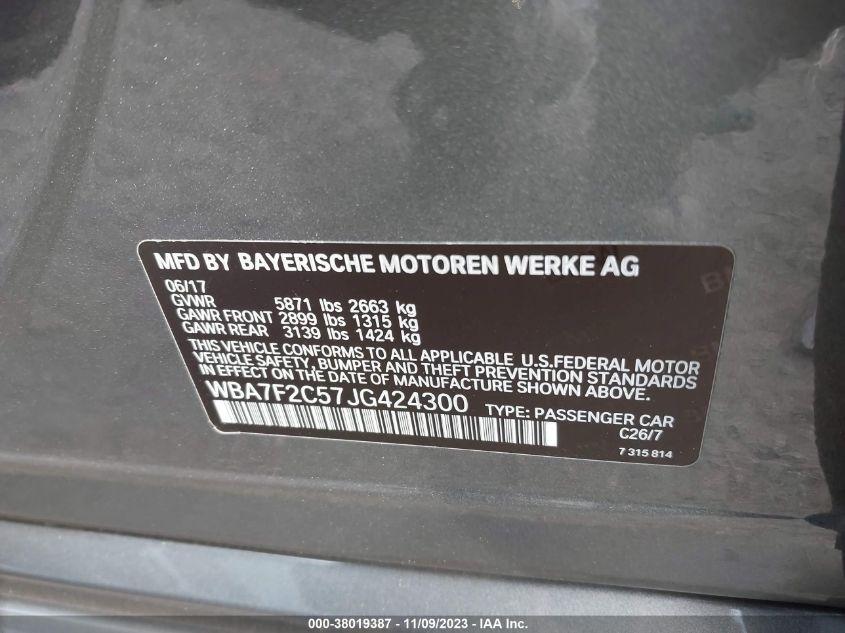 MFD BY BAYERISCHE MOTOREN WERKE AG
06/17
GVWR 5871 lbs 2663 kg
GAWR FRONT 2899 lbs 1315 kg
GAWR REAR 3139 lbs 1424 kg
THIS VEHICLE CONFORMS TO ALL APPLICABLE U.S.FEDERAL MOTOR
VEHICLE SAFETY, BUMPER AND THEFT PREVENTION STANDARDS
IN EFFECT ON THE DATE OF MANUFACTURE SHOWN ABOVE.
WBA7F2C57JG424300 TYPE: PASSENGER CAR
C26/7
7 315 814
000-38019387 - 11/09/2023 - IAA Inc.